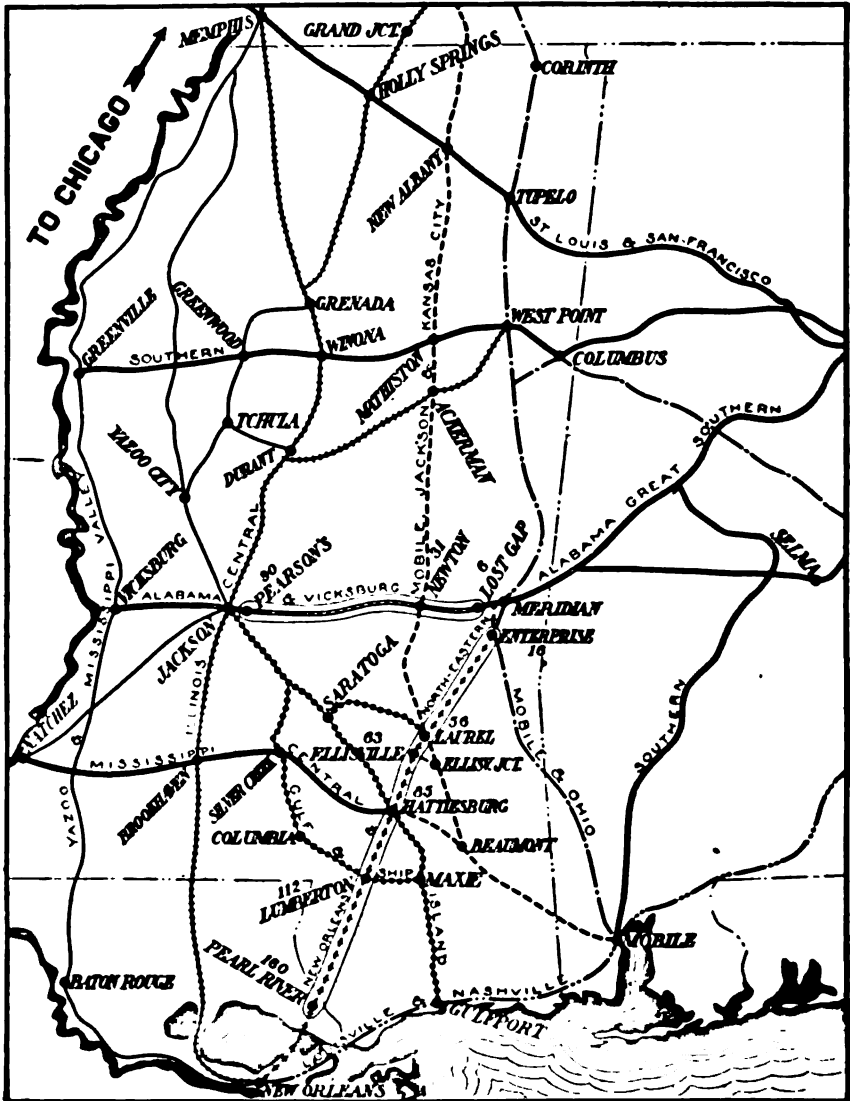 MEMPHIS
GRAND JCT.
HOLLY SPRINGS
CORINTH
TO CHICAGO
NEW ALBANY
TUPELO
ST LOUIS & SAN-FRANCISCO
KANSAS CITY
GREENVILLE
GREENWOOD
GRENADA
WEST POINT
SOUTHERN
WINONA
MATHISTON
&
COLUMBUS
TCHULA
ACKERMAN
YAZOO CITY
DURANT
MOBILE JACKSON
ALABAMA GREAT SOUTHERN
SELMA
VICKSBURG
ALABAMA & VICKSBURG
90
PEARSON'S
31
NEWTON
6
LOST GAP
MERIDIAN
ENTERPRISE
16
JACKSON
ILLINOIS CENTRAL
SARATOGA
NATCHEZ
YAZOO & MISSISSIPPI VALLEY
MISSISSIPPI CENTRAL
BROOKHAVEN
SILVER CREEK
63
ELLISVILLE
56
LAUREL
ELLISV. JCT.
85
HATTIESBURG
MOBILE & OHIO
SOUTHERN
COLUMBIA
BEAUMONT
GULF & SHIP ISLAND
112
LUMBERTON
MAXIE
160
PEARL RIVER
NEW ORLEANS & NORTH-EASTERN
MOBILE
BATON ROUGE
LOUISVILLE & NASHVILLE
GULFPORT
NEW ORLEANS